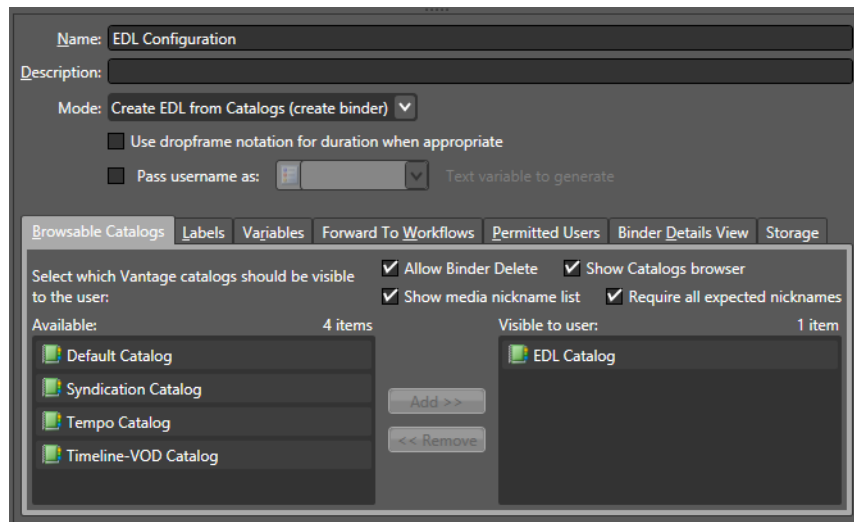 Name: EDL Configuration
Description:
Mode: Create EDL from Catalogs (create binder)
Use dropframe notation for duration when appropriate
Pass username as: Text variable to generate
Browsable Catalogs Labels Variables Forward To Workflows Permitted Users Binder Details View Storage
Select which Vantage catalogs should be visible
to the user:
Allow Binder Delete Show Catalogs browser
Show media nickname list Require all expected nicknames
Available: 4 items
Default Catalog
Syndication Catalog
Tempo Catalog
Timeline-VOD Catalog
Add >>
<< Remove
Visible to user: 1 item
EDL Catalog